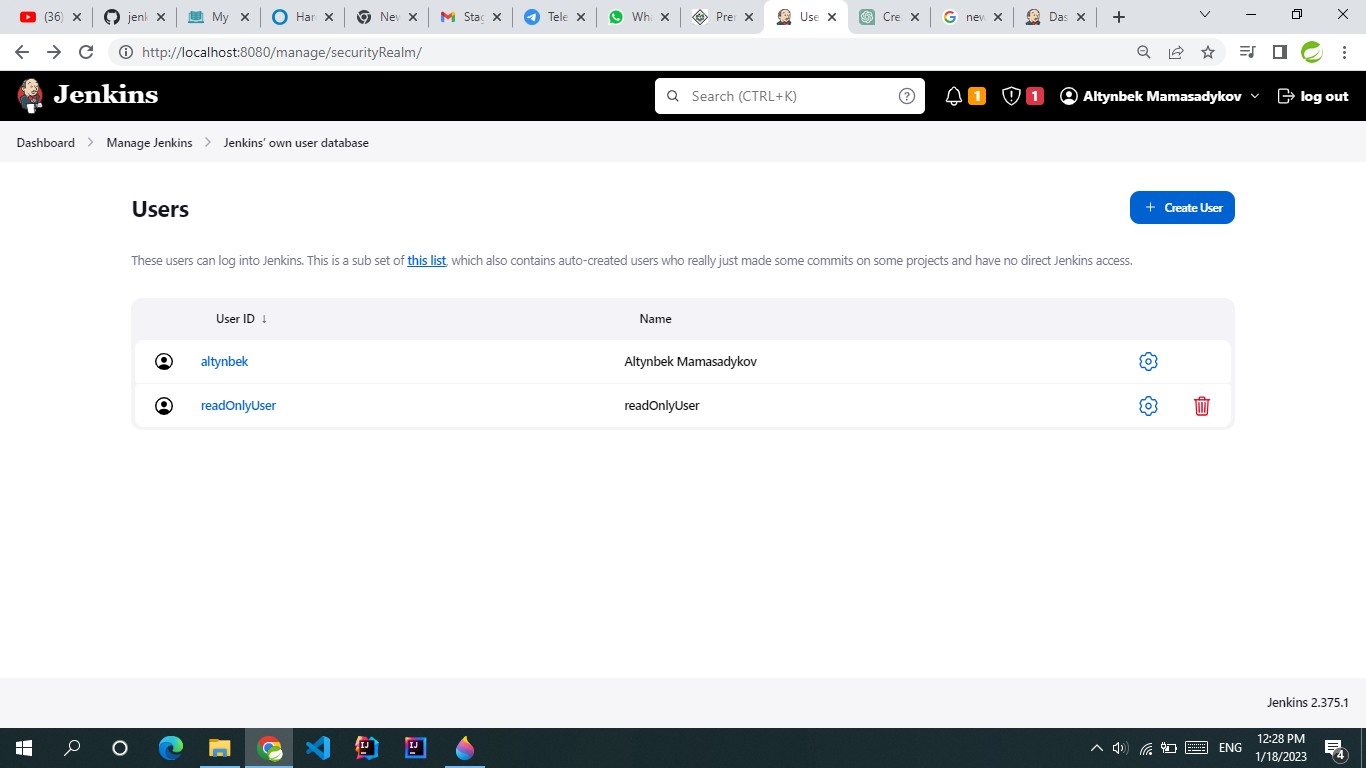 (36)
jenk
My
Har
Nev
Stag
Tele
Wha
Pre
Use
Cre
new
Das
http://localhost:8080/manage/securityRealm/
Jenkins
Search (CTRL+K)
1
1
Altynbek Mamasadykov
log out
Dashboard
Manage Jenkins
Jenkins' own user database
Users
Create User
These users can log into Jenkins. This is a sub set of this list, which also contains auto-created users who really just made some commits on some projects and have no direct Jenkins access.
User ID ↓
Name
altynbek
Altynbek Mamasadykov
readOnlyUser
readOnlyUser
Jenkins 2.375.1
ENG
12:28 PM
1/18/2023
4